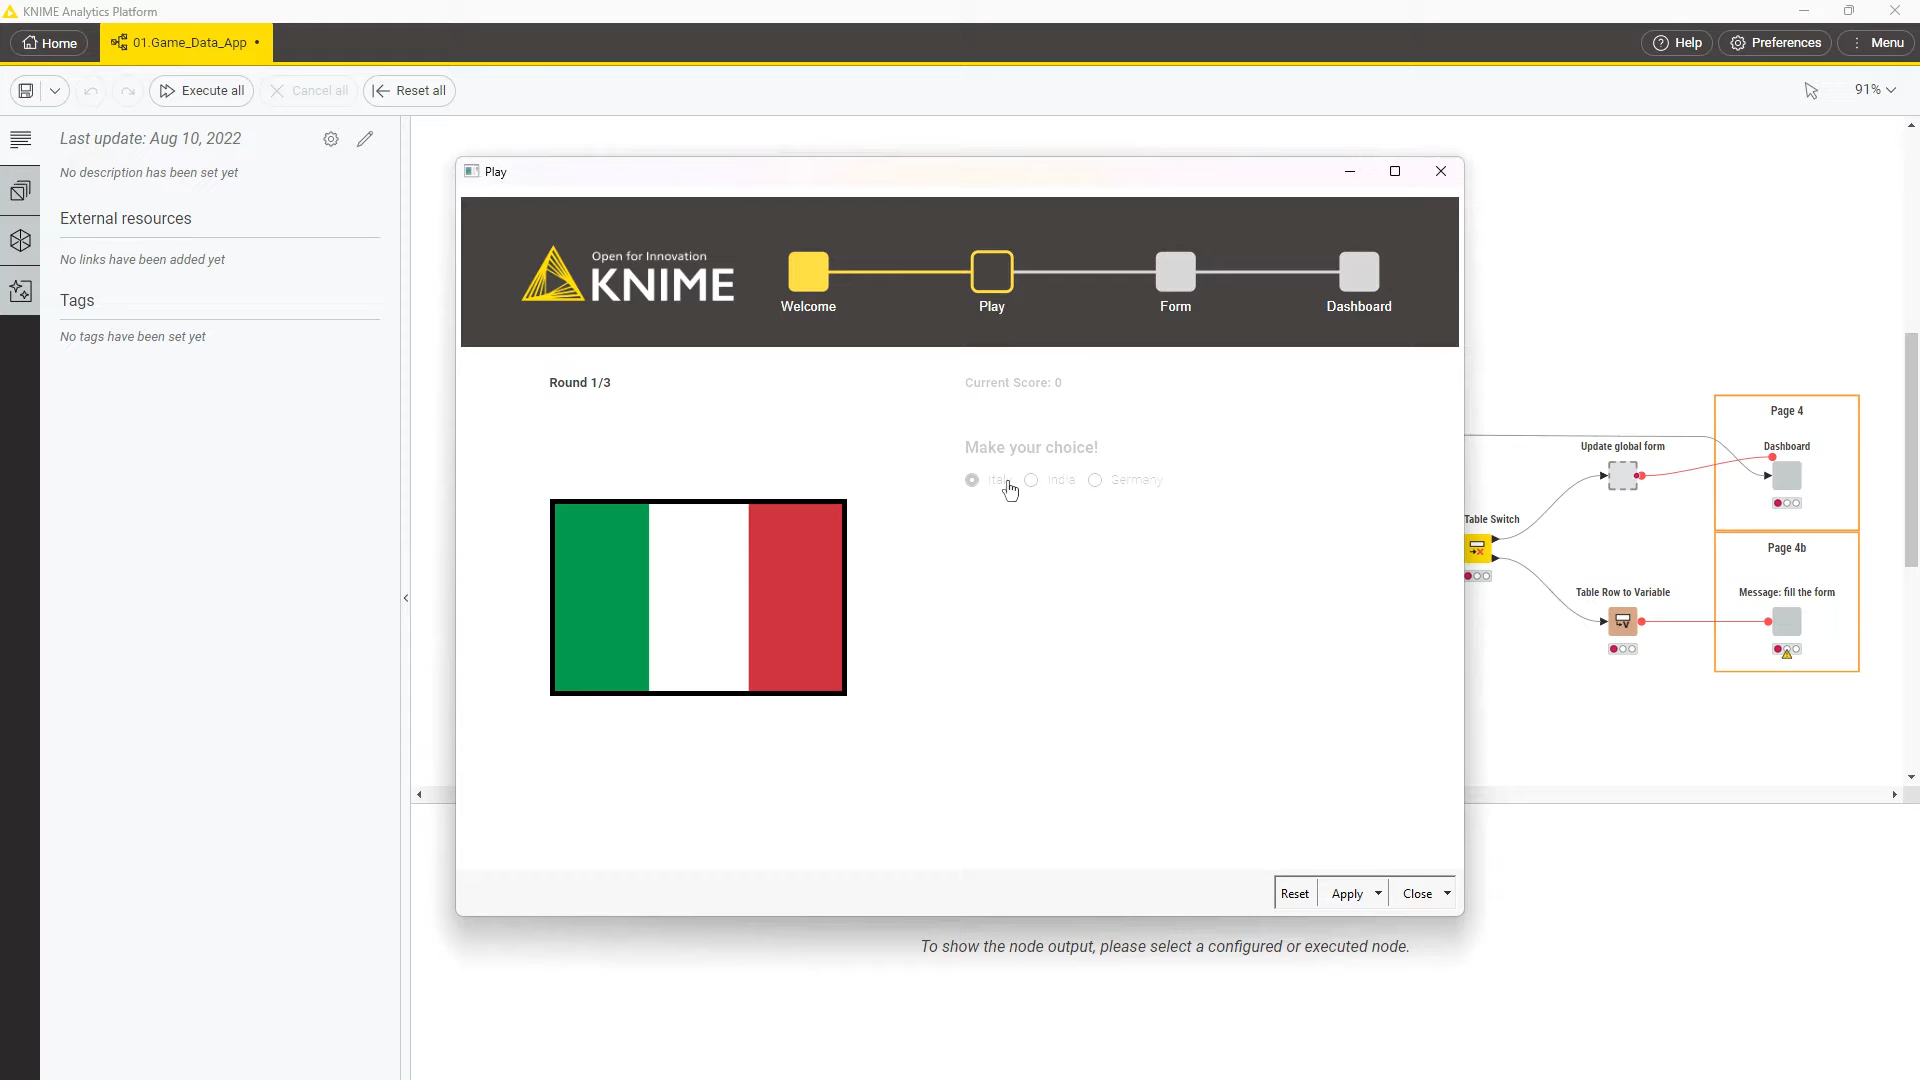 KNIME Analytics Platform
Home
01.Game_Data_App
Help
Preferences
Menu
Execute all
Cancel all
Reset all
91%
Last update: Aug 10, 2022
No description has been set yet
External resources
No links have been added yet
Tags
No tags have been set yet
Play
Open for Innovation
KNIME
Welcome
Play
Form
Dashboard
Round 1/3
Current Score: 0
Make your choice!
India
Germany
Reset
Apply
Close
Page 4
Update global form
Dashboard
Table Switch
Page 4b
Table Row to Variable
Message: fill the form
To show the node output, please select a configured or executed node.